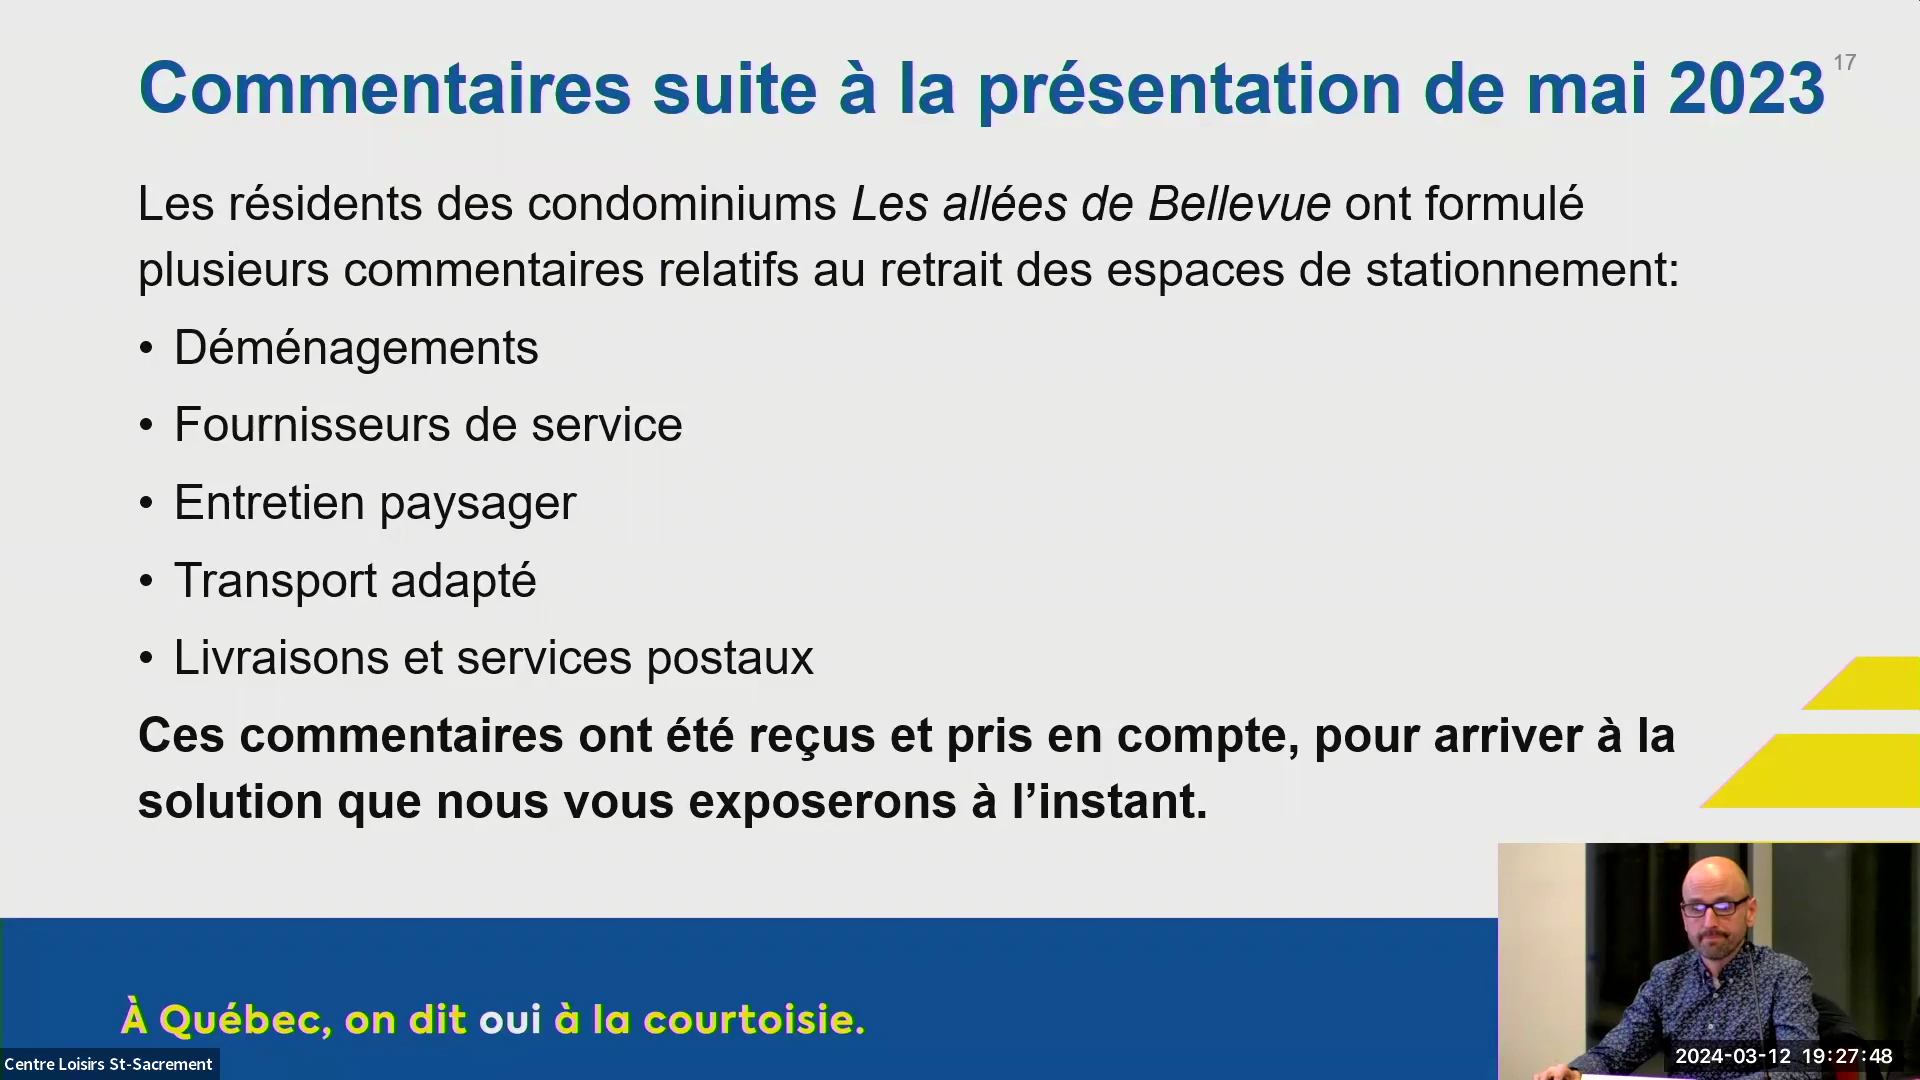 Commentaires suite à la présentation de mai 2023
17
Les résidents des condominiums Les allées de Bellevue ont formulé
plusieurs commentaires relatifs au retrait des espaces de stationnement:
• Déménagements
• Fournisseurs de service
• Entretien paysager
• Transport adapté
• Livraisons et services postaux
Ces commentaires ont été reçus et pris en compte, pour arriver à la
solution que nous vous exposerons à l’instant.
À Québec, on dit oui à la courtoisie.
Centre Loisirs St-Sacrement
2024-03-12 19:27:48